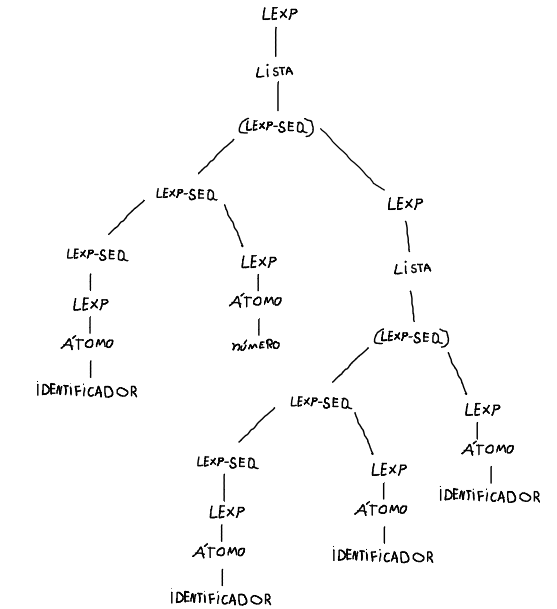 LEXP
LISTA
(LEXP-SEQ)
LEXP-SEQ
LEXP
LEXP-SEQ
LEXP
LISTA
LEXP
ÁTOMO
ÁTOMO
NÚMERO
(LEXP-SEQ)
IDENTIFICADOR
LEXP-SEQ
LEXP
ÁTOMO
LEXP-SEQ
LEXP
IDENTIFICADOR
LEXP
ÁTOMO
ÁTOMO
IDENTIFICADOR
IDENTIFICADOR